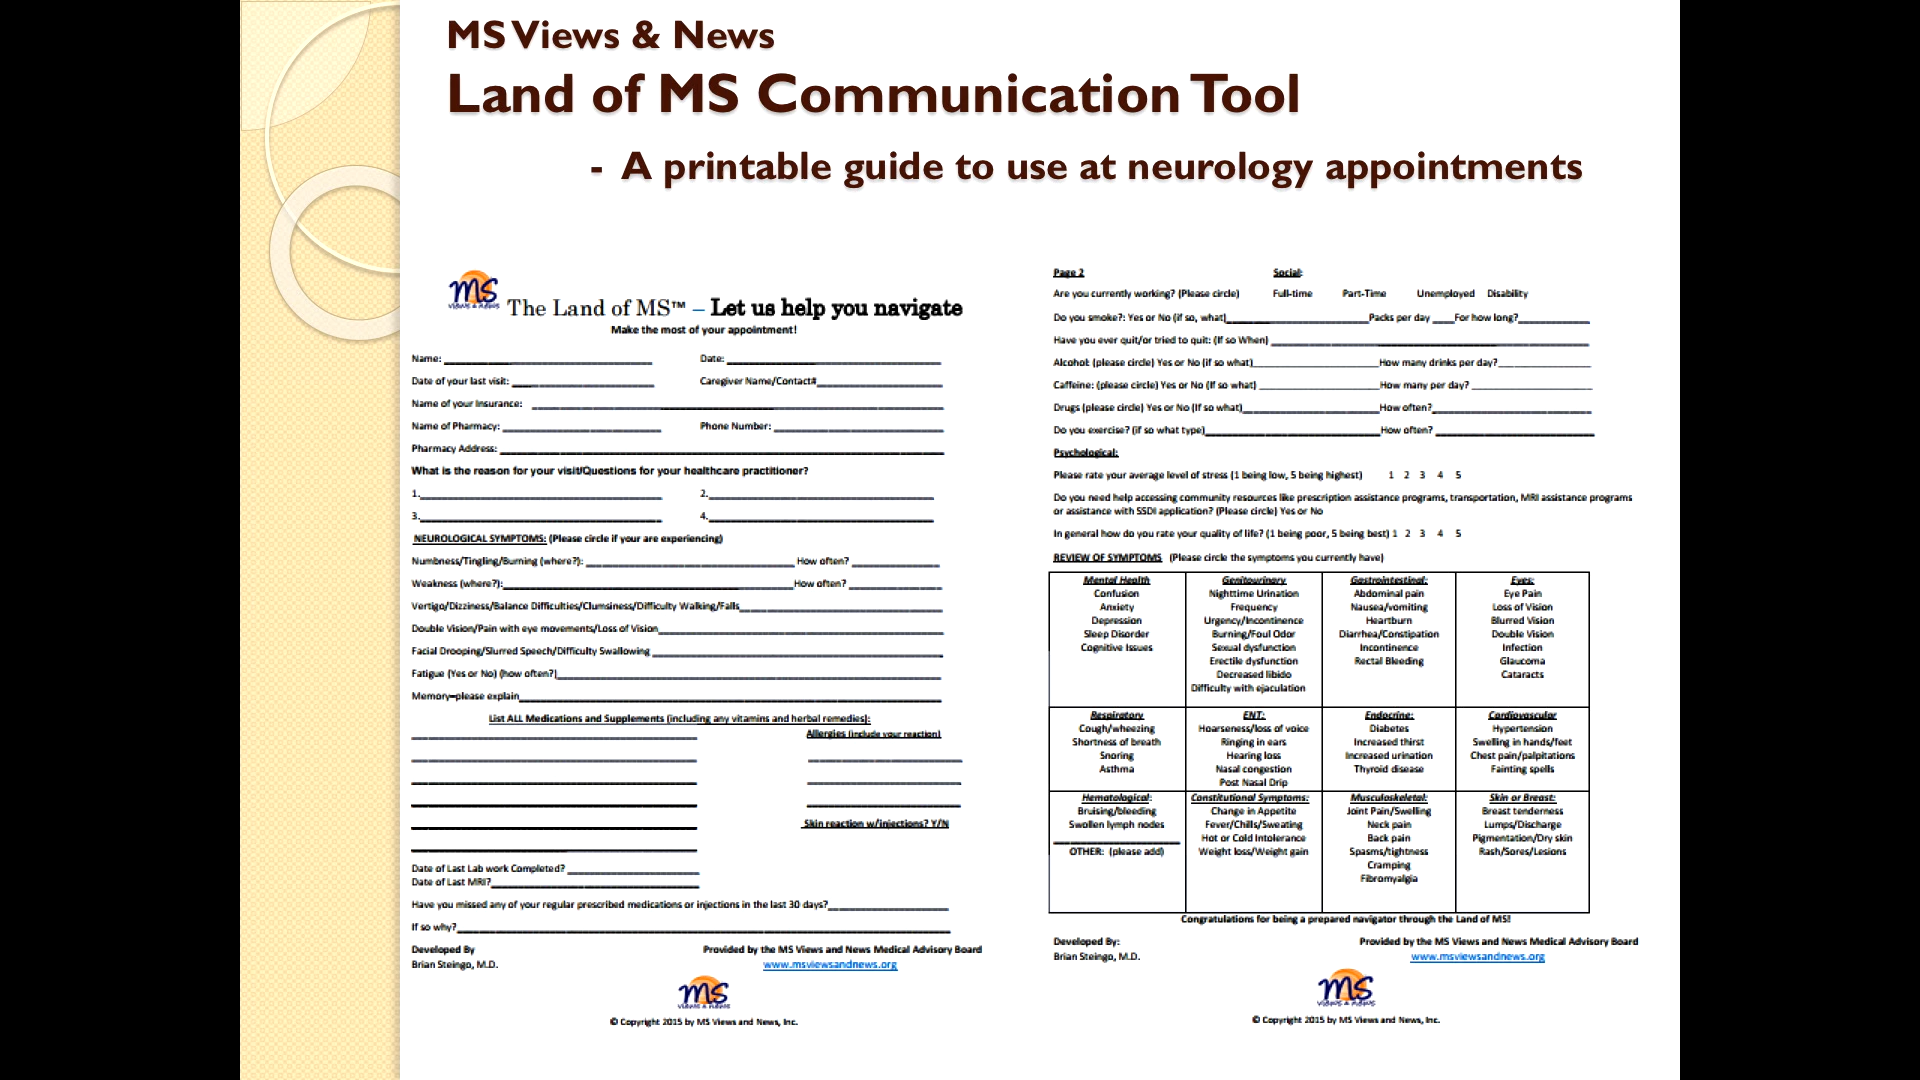 MS Views & News
Land of MS Communication Tool
- A printable guide to use at neurology appointments
ms
VIEWS & NEWS
The Land of MS™ – Let us help you navigate
Make the most of your appointment!
Name: Date:
Date of your last visit: Caregiver Name/Contact#
Name of your Insurance:
Name of Pharmacy: Phone Number:
Pharmacy Address:
What is the reason for your visit/Questions for your healthcare practitioner?
1. 2.
3. 4.
NEUROLOGICAL SYMPTOMS: (Please circle if your are experiencing)
Numbness/Tingling/Burning (where?): How often?
Weakness (where?): How often?
Vertigo/Dizziness/Balance Difficulties/Clumsiness/Difficulty Walking/Falls
Double Vision/Pain with eye movements/Loss of Vision
Facial Drooping/Slurred Speech/Difficulty Swallowing
Fatigue (Yes or No) (how often?)
Memory–please explain
List ALL Medications and Supplements (including any vitamins and herbal remedies):
Allergies (include your reaction)
Skin reaction w/injections? Y/N
Date of Last Lab work Completed?
Date of Last MRI?
Have you missed any of your regular prescribed medications or injections in the last 30 days?
If so why?
Developed By Provided by the MS Views and News Medical Advisory Board
Brian Steingo, M.D. www.msviewsandnews.org
ms
VIEWS & NEWS
© Copyright 2015 by MS Views and News, Inc.
Page 2 Social:
Are you currently working? (Please circle) Full-time Part-Time Unemployed Disability
Do you smoke?: Yes or No (if so, what) Packs per day For how long?
Have you ever quit/or tried to quit: (If so When)
Alcohol: (please circle) Yes or No (if so what) How many drinks per day?
Caffeine: (please circle) Yes or No (If so what) How many per day?
Drugs (please circle) Yes or No (If so what) How often?
Do you exercise? (if so what type) How often?
Psychological:
Please rate your average level of stress (1 being low, 5 being highest) 1 2 3 4 5
Do you need help accessing community resources like prescription assistance programs, transportation, MRI assistance programs
or assistance with SSDI application? (Please circle) Yes or No
In general how do you rate your quality of life? (1 being poor, 5 being best) 1 2 3 4 5
REVIEW OF SYMPTOMS (Please circle the symptoms you currently have)
Mental Health
Confusion
Anxiety
Depression
Sleep Disorder
Cognitive Issues
Genitourinary
Nighttime Urination
Frequency
Urgency/Incontinence
Burning/Foul Odor
Sexual dysfunction
Erectile dysfunction
Decreased libido
Difficulty with ejaculation
Gastrointestinal:
Abdominal pain
Nausea/vomiting
Heartburn
Diarrhea/Constipation
Incontinence
Rectal Bleeding
Eyes:
Eye Pain
Loss of Vision
Blurred Vision
Double Vision
Infection
Glaucoma
Cataracts
Respiratory
Cough/wheezing
Shortness of breath
Snoring
Asthma
ENT:
Hoarseness/loss of voice
Ringing in ears
Hearing loss
Nasal congestion
Post Nasal Drip
Endocrine:
Diabetes
Increased thirst
Increased urination
Thyroid disease
Cardiovascular
Hypertension
Swelling in hands/feet
Chest pain/palpitations
Fainting spells
Hematological:
Bruising/bleeding
Swollen lymph nodes
OTHER: (please add)
Constitutional Symptoms:
Change in Appetite
Fever/Chills/Sweating
Hot or Cold Intolerance
Weight loss/Weight gain
Musculoskeletal:
Joint Pain/Swelling
Neck pain
Back pain
Spasms/tightness
Cramping
Fibromyalgia
Skin or Breast:
Breast tenderness
Lumps/Discharge
Pigmentation/Dry skin
Rash/Sores/Lesions
Congratulations for being a prepared navigator through the Land of MS!
Developed By: Provided by the MS Views and News Medical Advisory Board
Brian Steingo, M.D. www.msviewsandnews.org
ms
VIEWS & NEWS
© Copyright 2015 by MS Views and News, Inc.